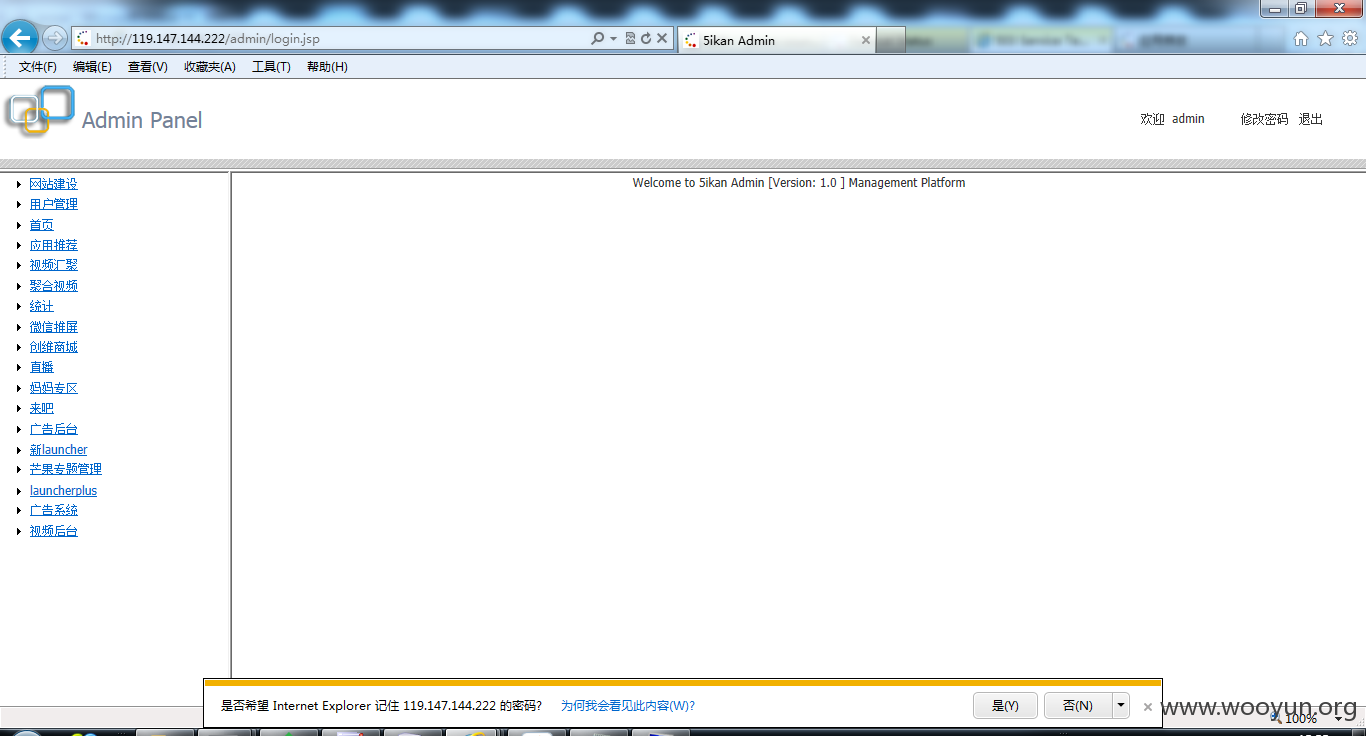 http://119.147.144.222/admin/login.jsp
5ikan Admin
文件(F) 编辑(E) 查看(V) 收藏夹(A) 工具(T) 帮助(H)
Admin Panel
欢迎 admin 修改密码 退出
Welcome to 5ikan Admin [Version: 1.0 ] Management Platform
网站建设
用户管理
首页
应用推荐
视频汇聚
聚合视频
统计
微信推屏
创维商城
直播
妈妈专区
来吧
广告后台
新launcher
芒果专题管理
launcherplus
广告系统
视频后台
是否希望 Internet Explorer 记住 119.147.144.222 的密码? 为何我会看见此内容(W)? 是(Y) 否(N)
www.wooyun.org
100%